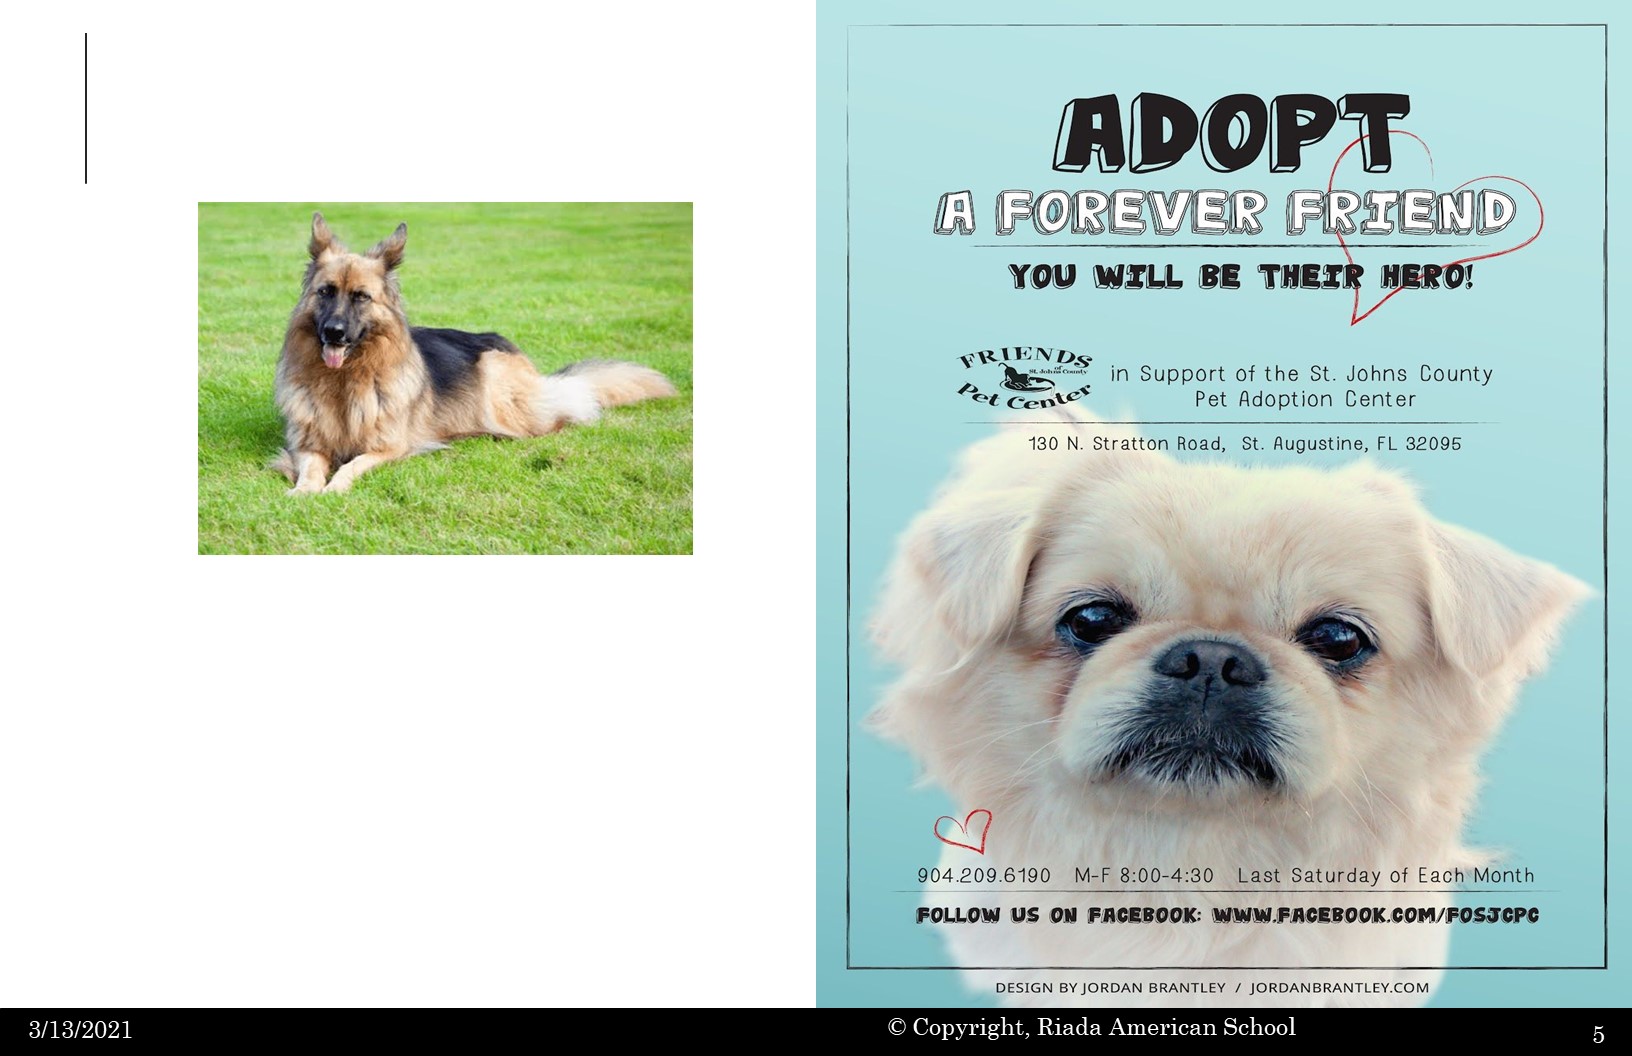 ADOPT
A FOREVER FRIEND
YOU WILL BE THEIR HERO!
FRIENDS
of
St. Johns County
Pet Center
in Support of the St. Johns County
Pet Adoption Center
130 N. Stratton Road, St. Augustine, FL 32095
904.209.6190 M-F 8:00-4:30 Last Saturday of Each Month
FOLLOW US ON FACEBOOK: WWW.FACEBOOK.COM/FOSJCPC
DESIGN BY JORDAN BRANTLEY / JORDANBRANTLEY.COM
3/13/2021
© Copyright, Riada American School
5